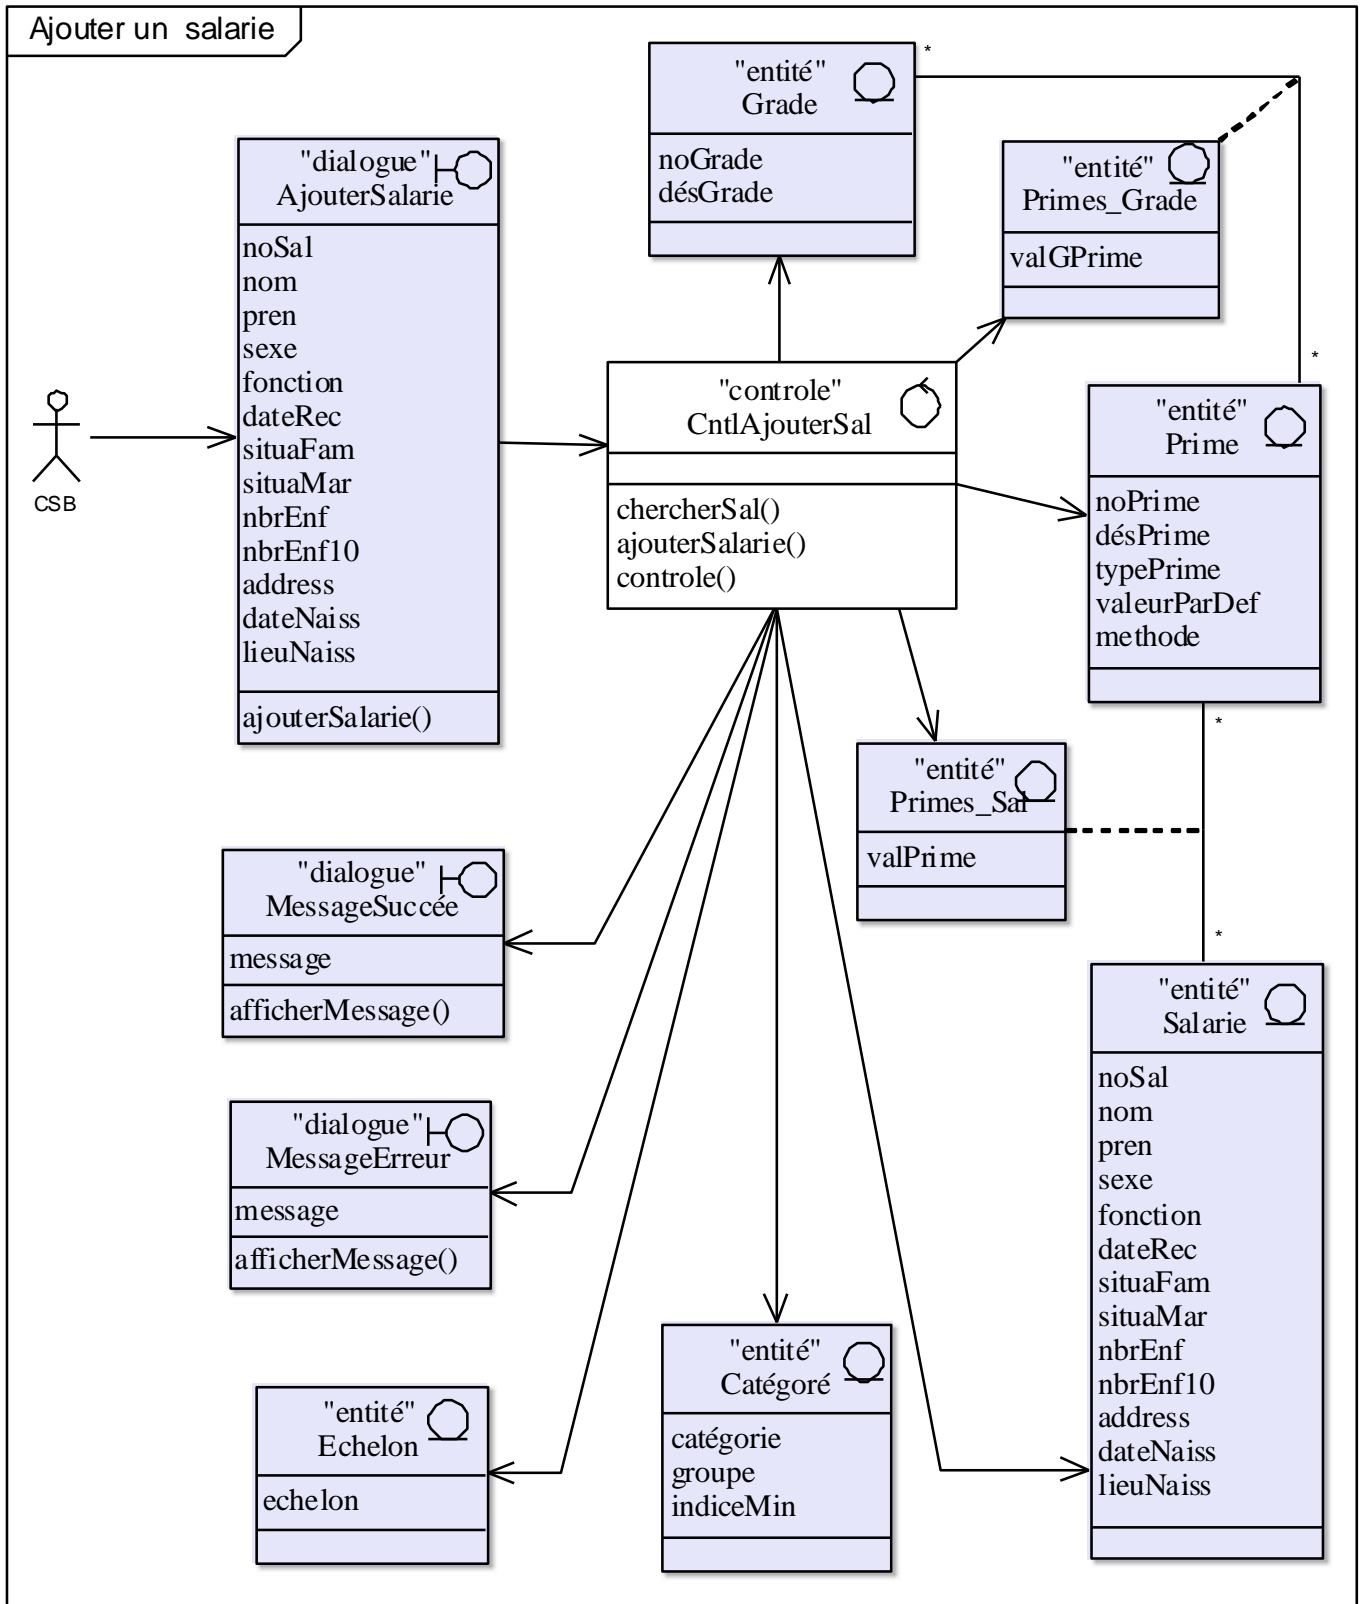 Ajouter un salarie
"entité"
Grade
noGrade
désGrade
*
"entité"
Primes_Grade
valGPrime
*
"dialogue"
AjouterSalarie
noSal
nom
pren
sexe
fonction
dateRec
situaFam
situaMar
nbrEnf
nbrEnf10
address
dateNaiss
lieuNaiss
ajouterSalarie()
CSB
"controle"
CntlAjouterSal
chercherSal()
ajouterSalarie()
controle()
"entité"
Prime
noPrime
désPrime
typePrime
valeurParDef
methode
*
"entité"
Primes_Sal
valPrime
*
"dialogue"
MessageSuccée
message
afficherMessage()
"dialogue"
MessageErreur
message
afficherMessage()
"entité"
Echelon
echelon
"entité"
Catégoré
catégorie
groupe
indiceMin
"entité"
Salarie
noSal
nom
pren
sexe
fonction
dateRec
situaFam
situaMar
nbrEnf
nbrEnf10
address
dateNaiss
lieuNaiss